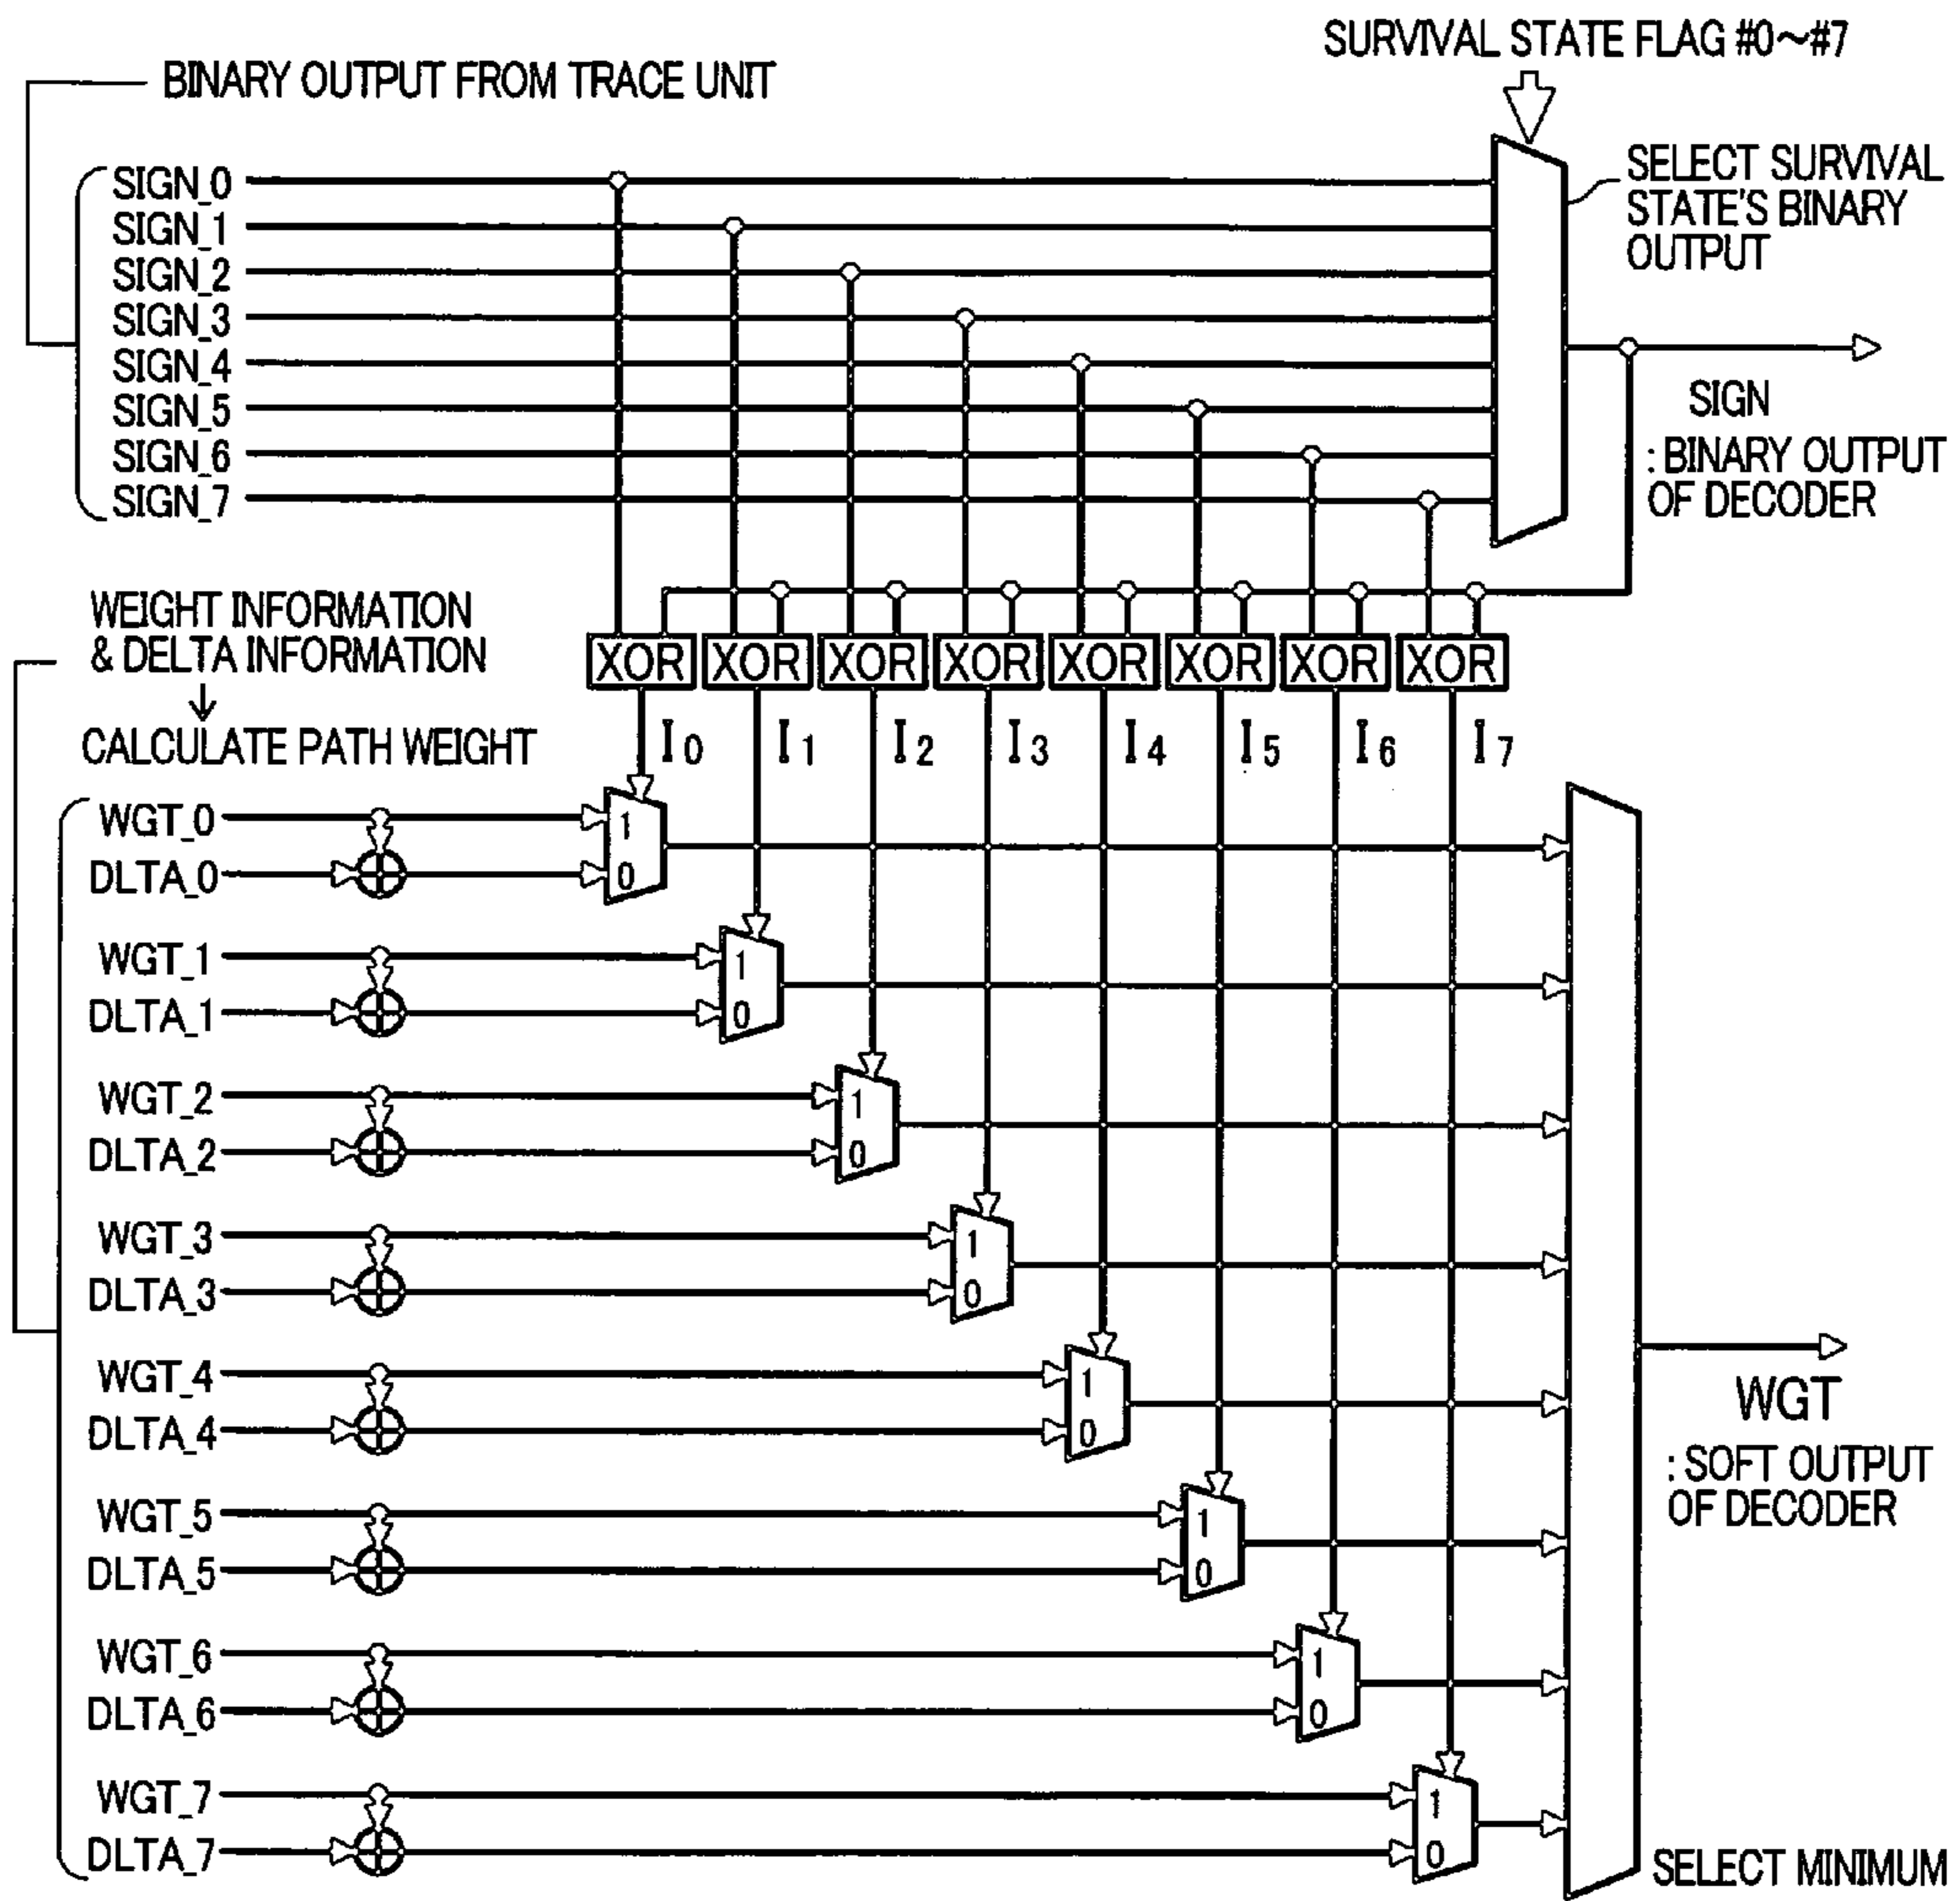 SURVIVAL STATE FLAG #0~#7
BINARY OUTPUT FROM TRACE UNIT
SELECT SURVIVAL
STATE'S BINARY
OUTPUT
SIGN_0
SIGN_1
SIGN_2
SIGN_3
SIGN_4
SIGN_5
SIGN_6
SIGN_7
SIGN
: BINARY OUTPUT
OF DECODER
WEIGHT INFORMATION
& DELTA INFORMATION
CALCULATE PATH WEIGHT
XOR XOR XOR XOR XOR XOR XOR XOR
I0 I1 I2 I3 I4 I5 I6 I7
WGT_0
1
DLTA_0
0
WGT_1
1
DLTA_1
0
WGT_2
1
DLTA_2
0
WGT_3
1
DLTA_3
0
WGT_4
1
DLTA_4
0
WGT
: SOFT OUTPUT
OF DECODER
WGT_5
1
DLTA_5
0
WGT_6
1
DLTA_6
0
WGT_7
1
DLTA_7
0
SELECT MINIMUM